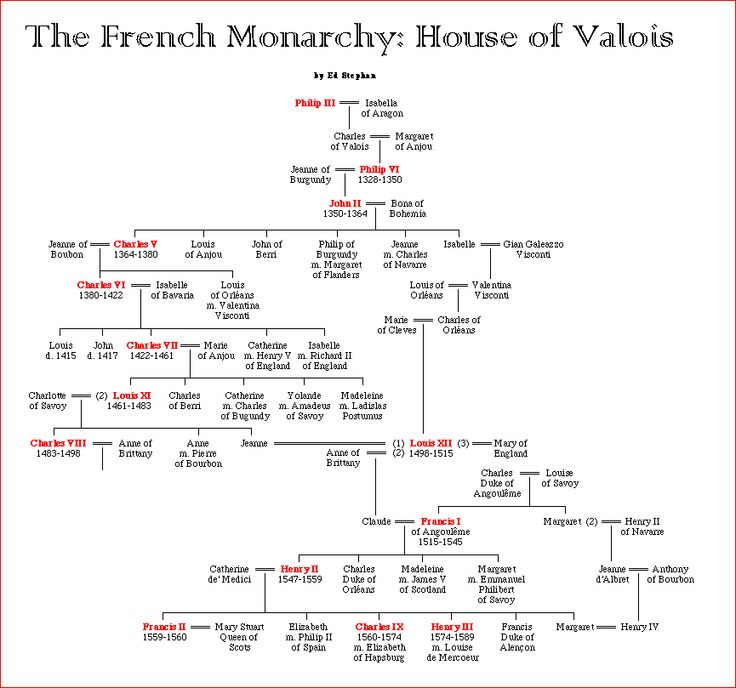 The French Monarchy: House of Valois
by Ed Stephan
Philip III
Isabella
of Aragon
Charles
of Valois
Margaret
of Anjou
Jeanne of
Burgundy
Philip VI
1328-1350
John II
1350-1364
Bona of
Bohemia
Jeanne of
Boubon
Charles V
1364-1380
Louis
of Anjou
John of
Berri
Philip of
Burgundy
m. Margaret
of Flanders
Jeanne
m. Charles
of Navarre
Isabelle
Gian Galeazzo
Visconti
Charles VI
1380-1422
Isabelle
of Bavaria
Louis
of Orléans
m. Valentina
Visconti
Louis of
Orléans
Valentina
Visconti
Marie
of Cleves
Charles of
Orléans
Louis
d. 1415
John
d. 1417
Charles VII
1422-1461
Marie
of Anjou
Catherine
m. Henry V
of England
Isabelle
m. Richard II
of England
Charlotte
of Savoy
(2) Louis XI
1461-1483
Charles
of Berri
Catherine
m. Charles
of Bugundy
Yolande
m. Amadeus
of Savoy
Madeleine
m. Ladislas
Postumus
Charles VIII
1483-1498
Anne of
Brittany
Anne
m. Pierre
of Bourbon
Jeanne
(1) Louis XII (3)
(2) 1498-1515
Anne of
Brittany
Mary of
England
Charles
Duke of
Angoulême
Louise
of Savoy
Claude
Francis I
of Angoulême
1515-1545
Margaret (2)
Henry II
of Navarre
Catherine
de' Medici
Henry II
1547-1559
Charles
Duke of
Orléans
Madeleine
m. James V
of Scotland
Margaret
m. Emmanuel
Philibert
of Savoy
Jeanne
d'Albret
Anthony
of Bourbon
Francis II
1559-1560
Mary Stuart
Queen of
Scots
Elizabeth
m. Philip II
of Spain
Charles IX
1560-1574
m. Elizabeth
of Hapsburg
Henry III
1574-1589
m. Louise
de Mercoeur
Francis
Duke of
Alençon
Margaret
Henry IV